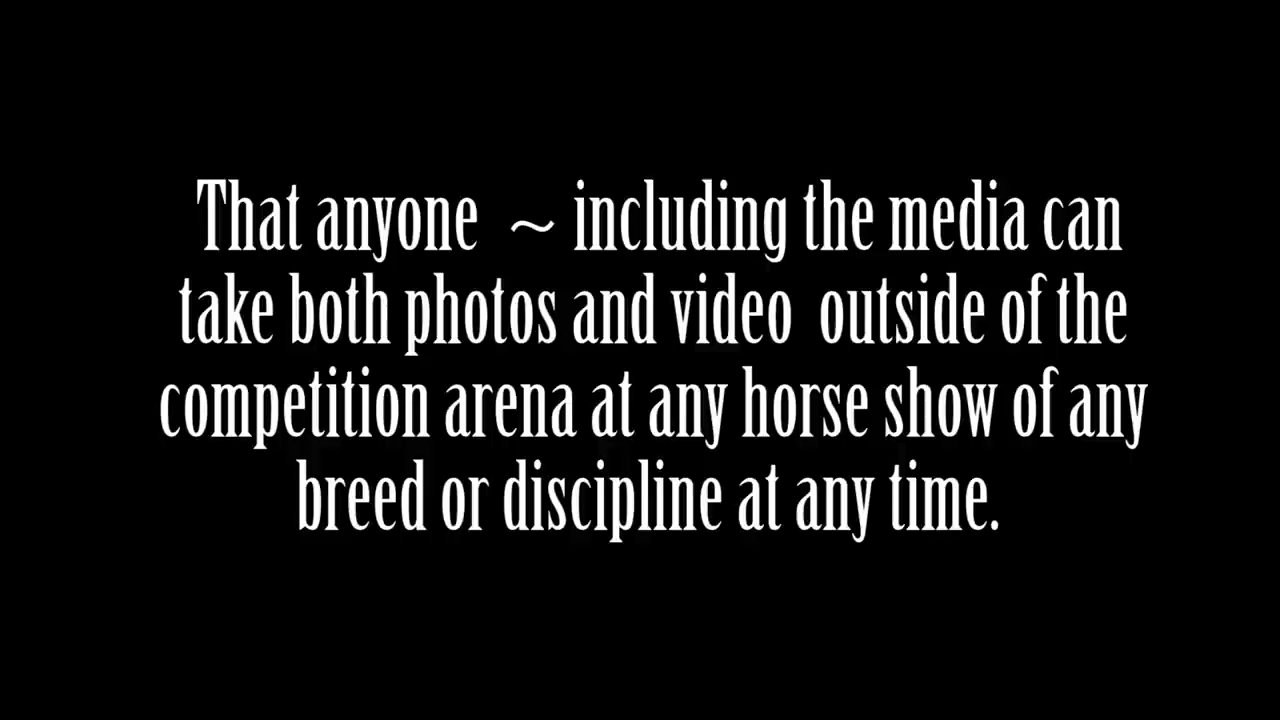 That anyone ~ including the media can
take both photos and video outside of the
competition arena at any horse show of any
breed or discipline at any time.